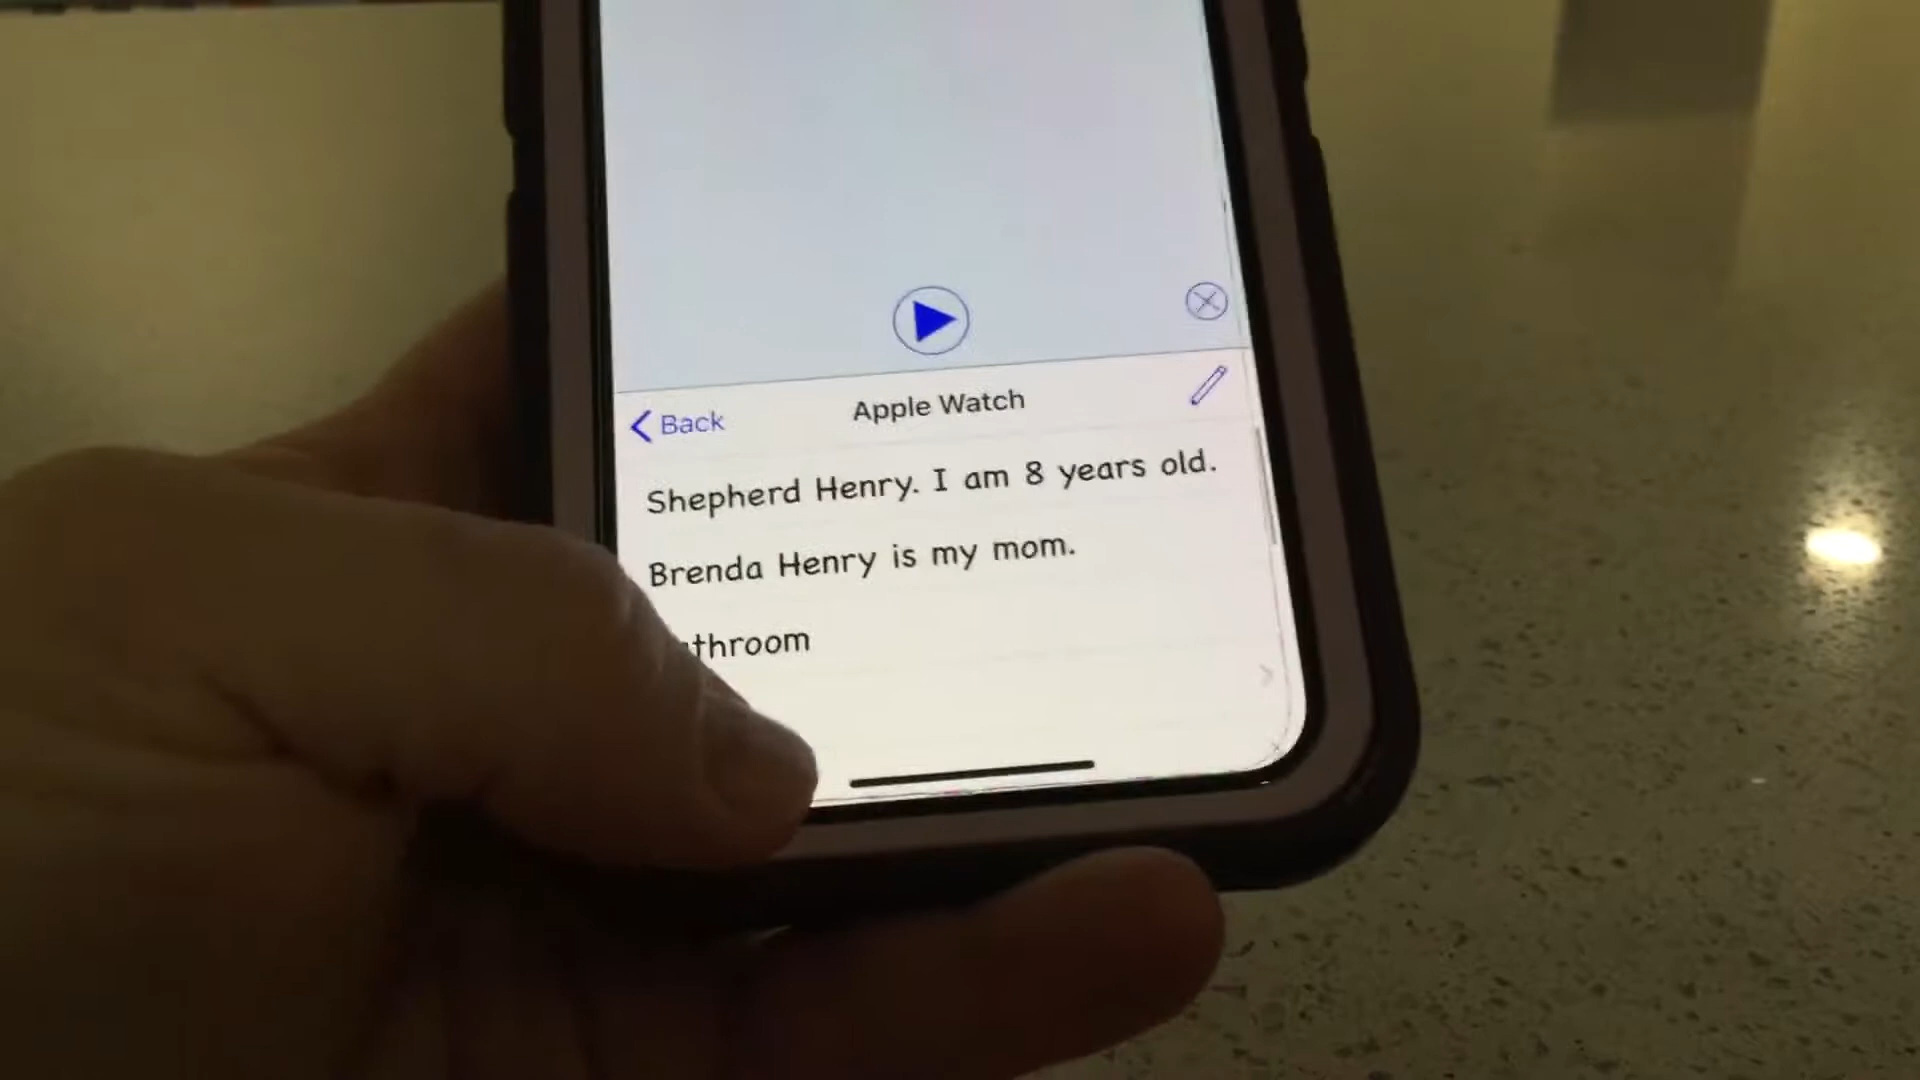 Back
Apple Watch
Shepherd Henry. I am 8 years old.
Brenda Henry is my mom.
throom